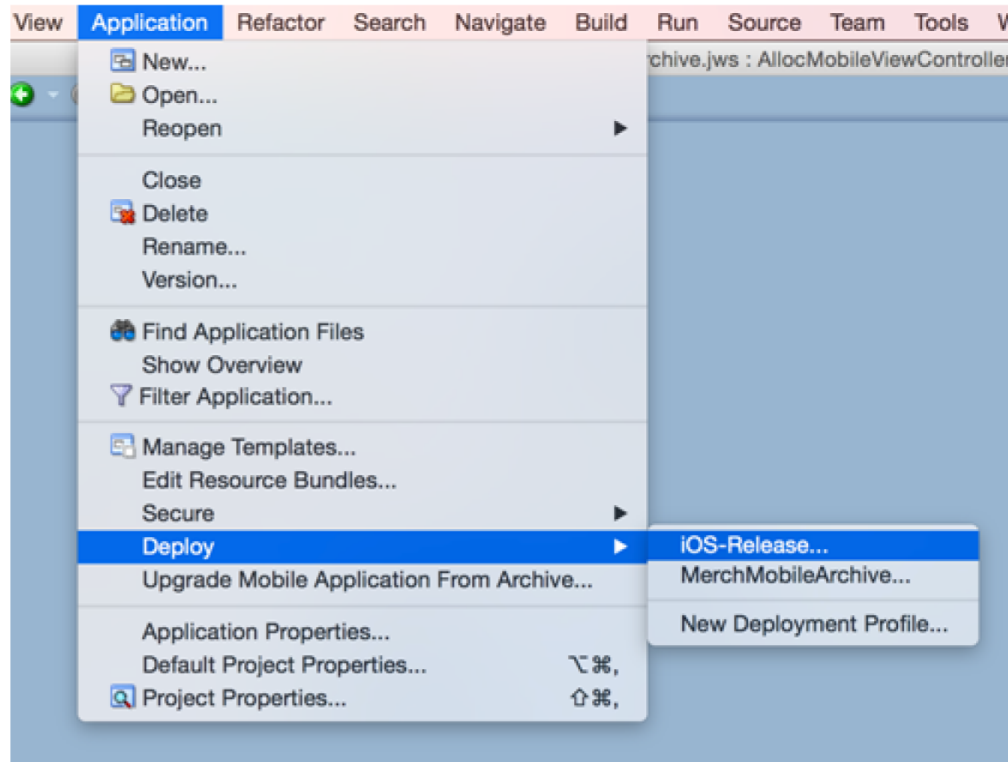 View Application Refactor Search Navigate Build Run Source Team Tools
chive.jws : AllocMobileViewController
New...
Open...
Reopen
Close
Delete
Rename...
Version...
Find Application Files
Show Overview
Filter Application...
Manage Templates...
Edit Resource Bundles...
Secure
Deploy
iOS-Release...
MerchMobileArchive...
Upgrade Mobile Application From Archive...
New Deployment Profile...
Application Properties...
Default Project Properties... ⌥⌘,
Project Properties... ⇧⌘,